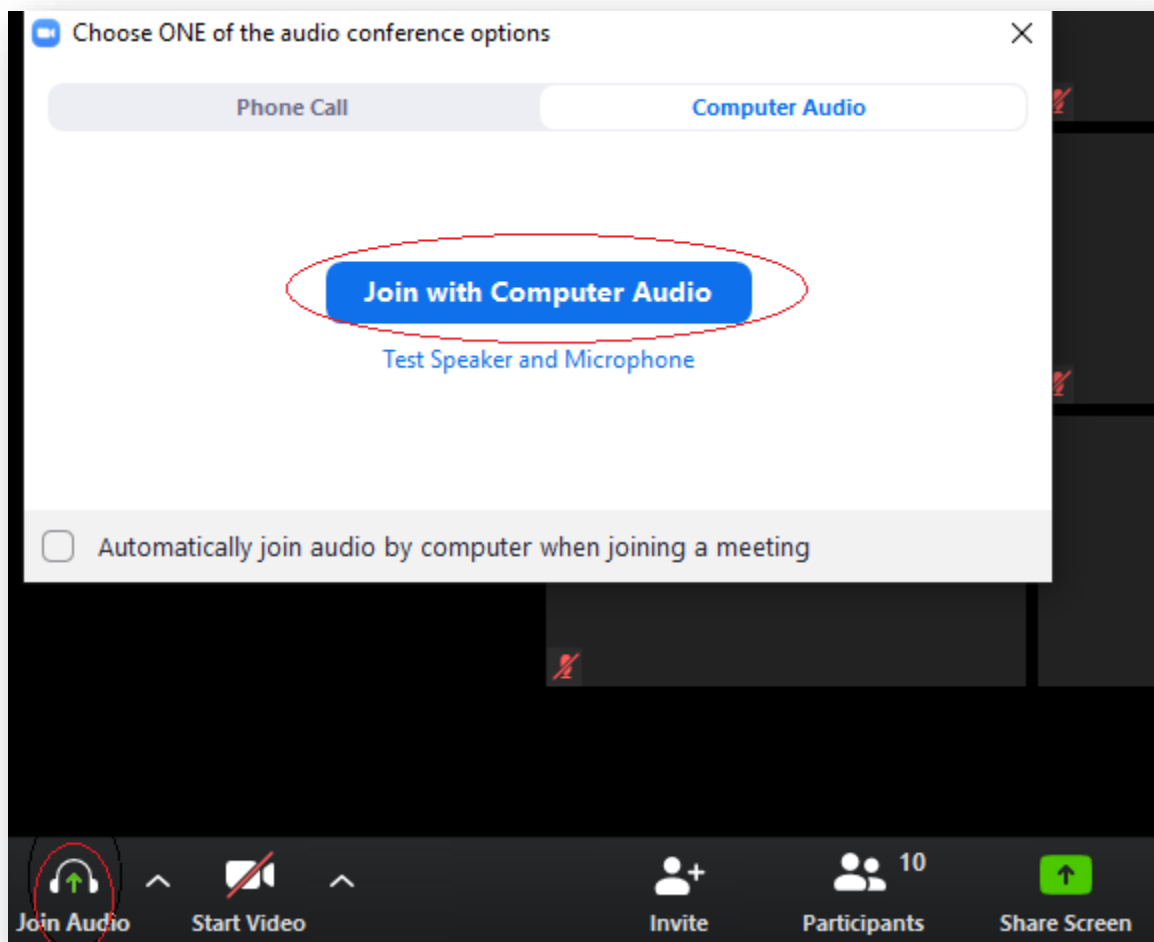 Choose ONE of the audio conference options
Phone Call
Computer Audio
Join with Computer Audio
Test Speaker and Microphone
Automatically join audio by computer when joining a meeting
10
Join Audio
Start Video
Invite
Participants
Share Screen